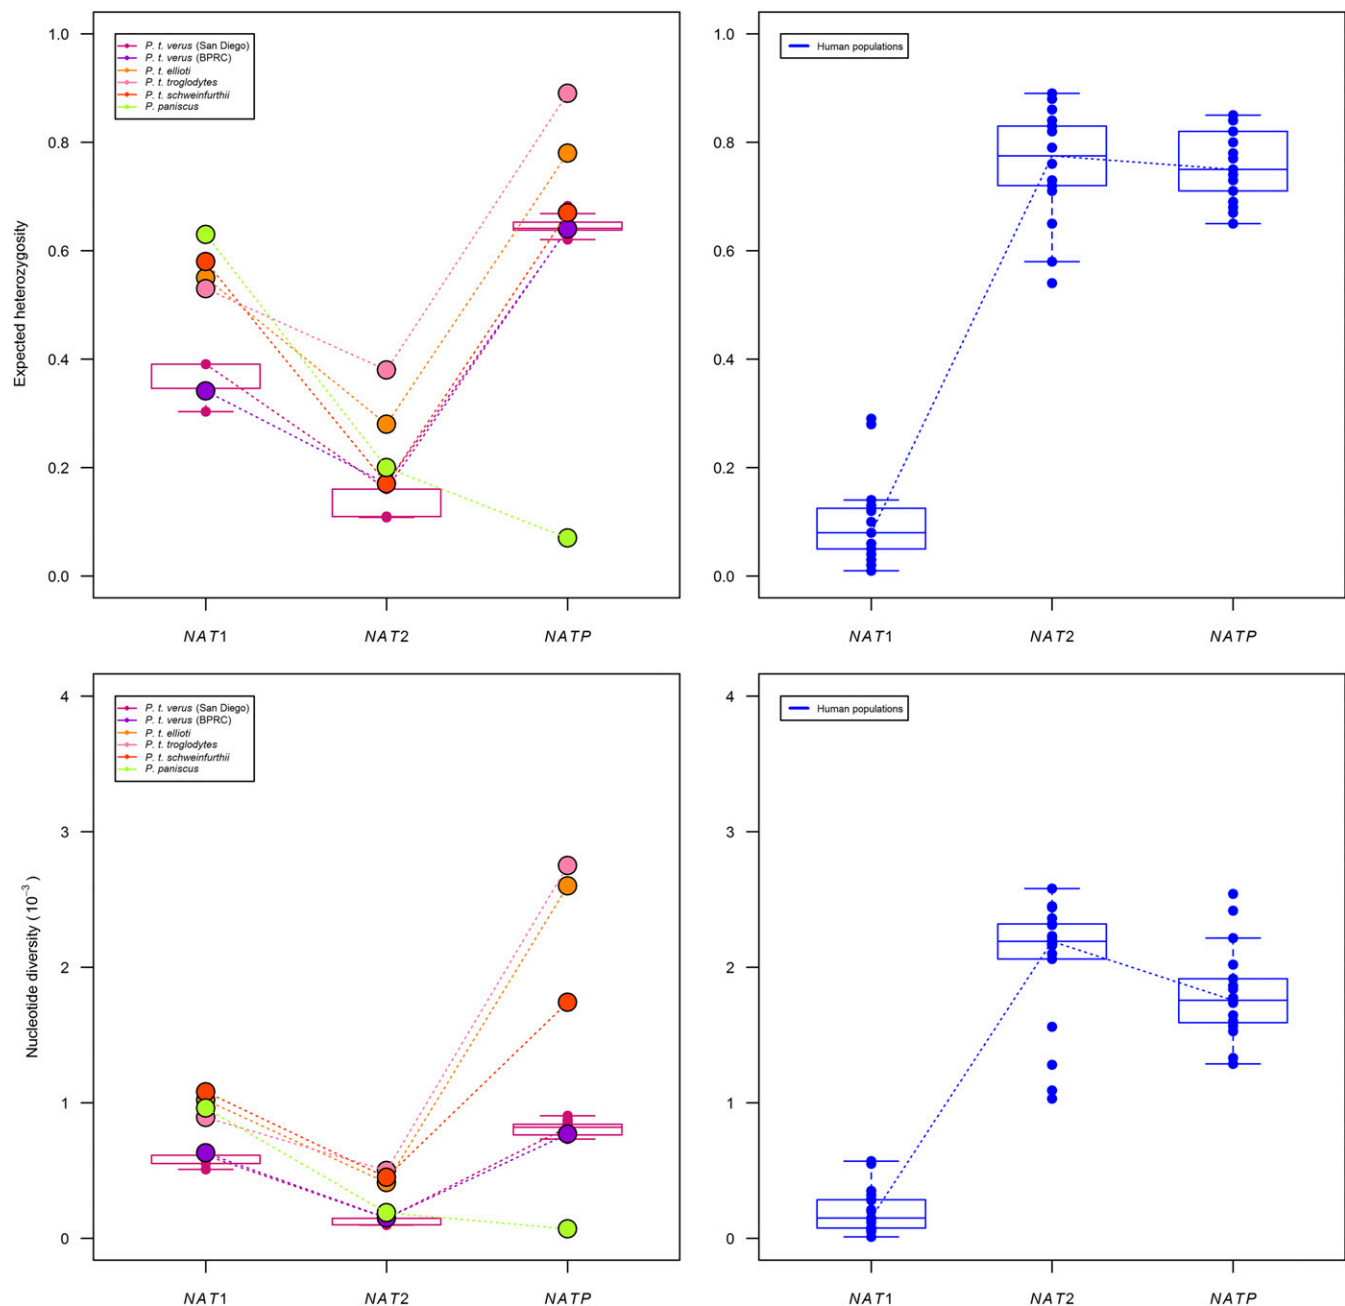 Expected heterozygosity
1.0
0.8
0.6
0.4
0.2
0.0
P. t. verus (San Diego)
P. t. verus (BPRC)
P. t. ellioti
P. t. troglodytes
P. t. schweinfurthii
P. paniscus
NAT1 NAT2 NATP
1.0
0.8
0.6
0.4
0.2
0.0
Human populations
NAT1 NAT2 NATP
Nucleotide diversity (10⁻³)
4
3
2
1
0
P. t. verus (San Diego)
P. t. verus (BPRC)
P. t. ellioti
P. t. troglodytes
P. t. schweinfurthii
P. paniscus
NAT1 NAT2 NATP
4
3
2
1
0
Human populations
NAT1 NAT2 NATP